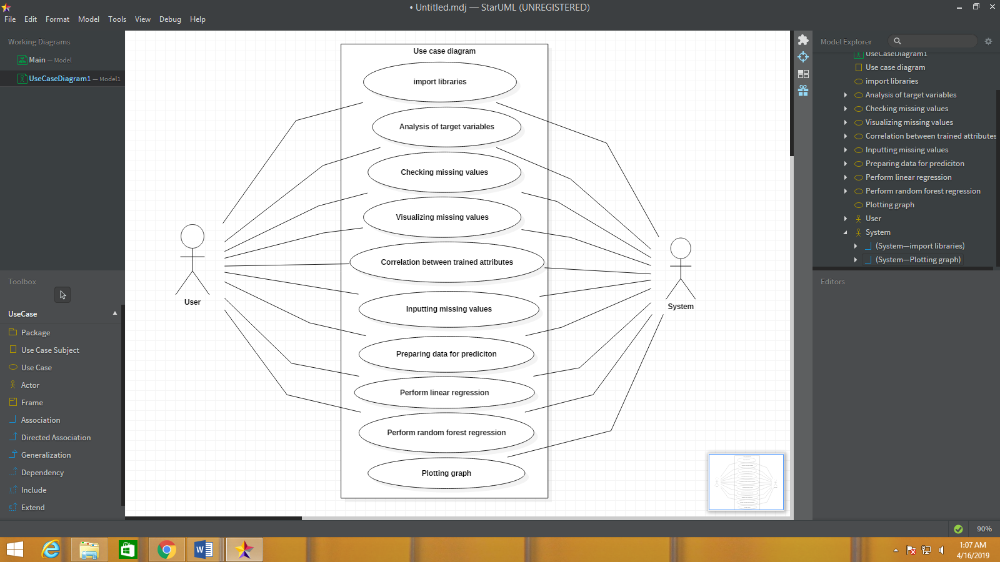 • Untitled.mdj — StarUML (UNREGISTERED)
File Edit Format Model Tools View Debug Help
Working Diagrams
Main — Model
UseCaseDiagram1 — Model1
Toolbox
UseCase
Package
Use Case Subject
Use Case
Actor
Frame
Association
Directed Association
Generalization
Dependency
Include
Extend
Use case diagram
import libraries
Analysis of target variables
Checking missing values
Visualizing missing values
Correlation between trained attributes
Inputting missing values
Preparing data for prediciton
Perform linear regression
Perform random forest regression
Plotting graph
User
System
Model Explorer
UseCaseDiagram1
Use case diagram
import libraries
Analysis of target variables
Checking missing values
Visualizing missing values
Correlation between trained attributes
Inputting missing values
Preparing data for prediciton
Perform linear regression
Perform random forest regression
Plotting graph
User
System
(System—import libraries)
(System—Plotting graph)
Editors
90%
1:07 AM
4/16/2019